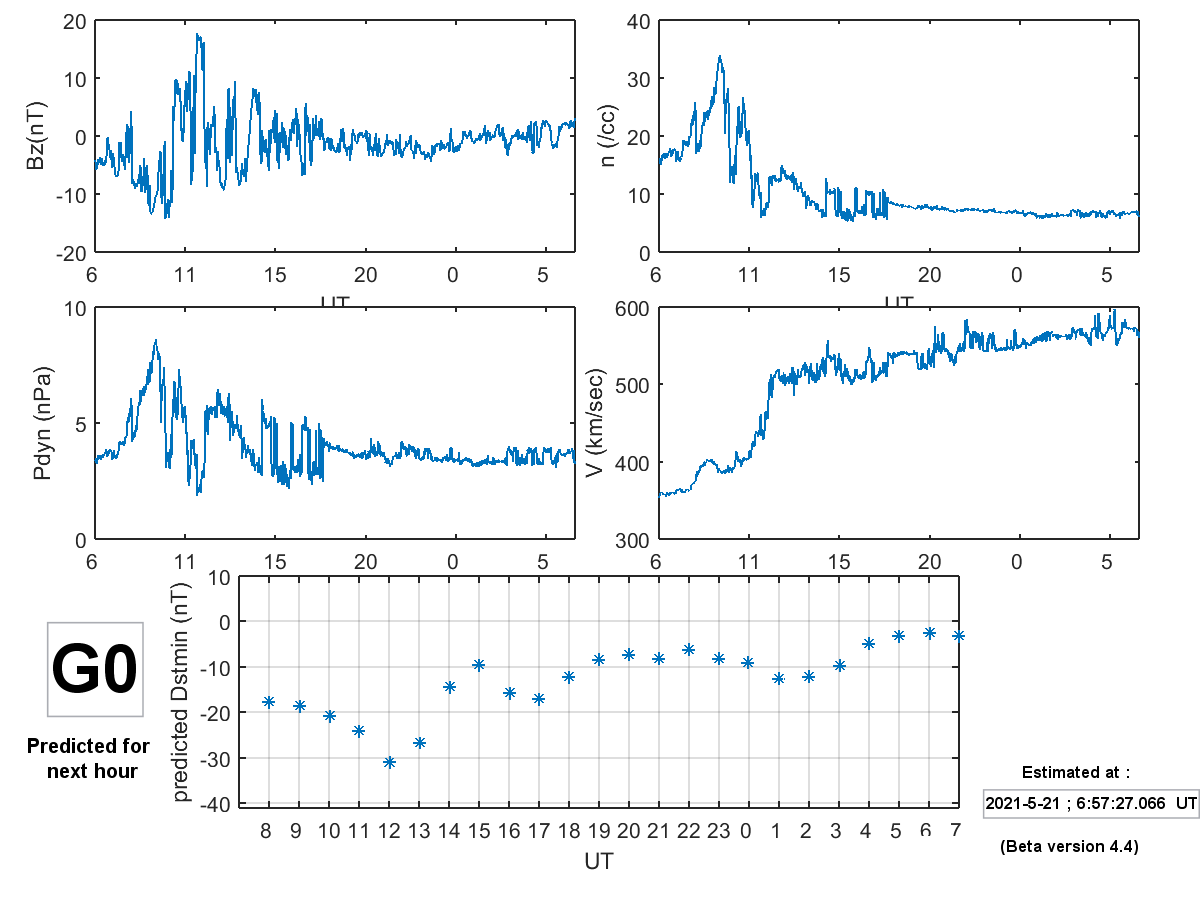 20
10
0
-10
-20
Bz(nT)
6 11 15 20 0 5
UT
40
30
20
10
0
n (/cc)
6 11 15 20 0 5
UT
10
5
0
Pdyn (nPa)
6 11 15 20 0 5
600
500
400
300
V (km/sec)
6 11 15 20 0 5
10
0
-10
-20
-30
-40
predicted Dstmin (nT)
8 9 10 11 12 13 14 15 16 17 18 19 20 21 22 23 0 1 2 3 4 5 6 7
UT
G0
Predicted for
next hour
Estimated at :
2021-5-21 ; 6:57:27.066 UT
(Beta version 4.4)